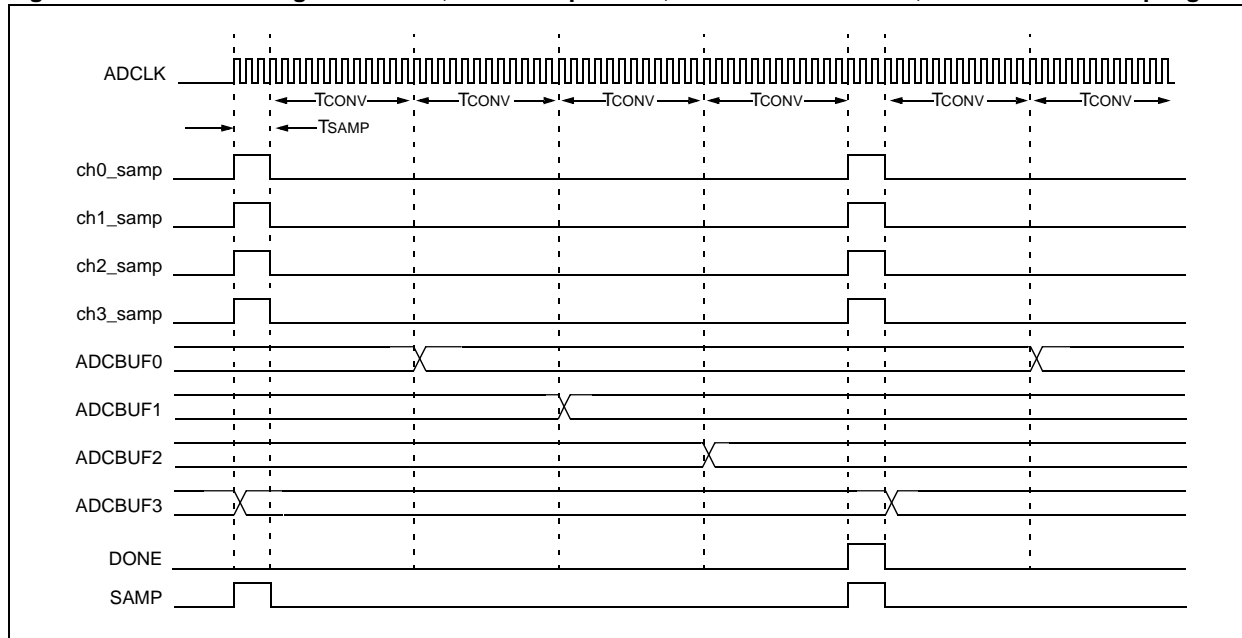 ADCLK
TCONV TCONV TCONV TCONV TCONV TCONV
TSAMP
ch0_samp
ch1_samp
ch2_samp
ch3_samp
ADCBUF0
ADCBUF1
ADCBUF2
ADCBUF3
DONE
SAMP